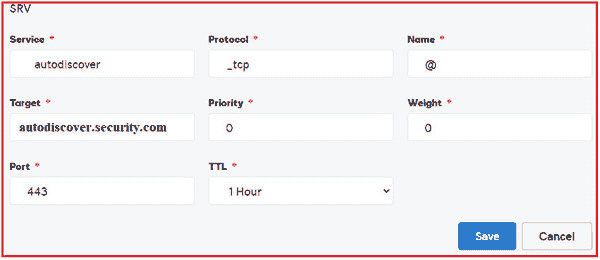 SRV
Service * Protocol * Name *
autodiscover _tcp @
Target * Priority * Weight *
autodiscover.security.com 0 0
Port * TTL *
443 1 Hour
Save Cancel